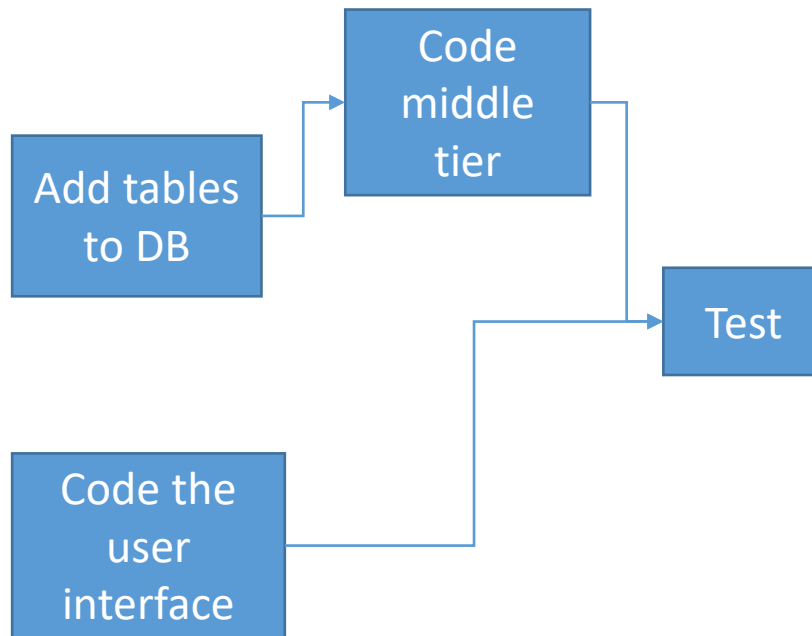 Code
middle
tier
Add tables
to DB
Test
Code the
user
interface